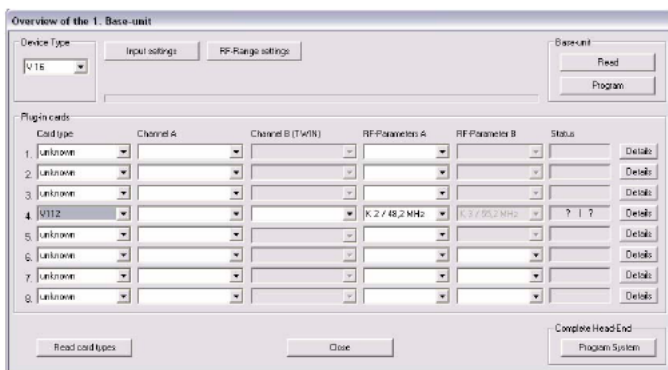 Overview of the 1. Base-unit
Device Type
V 16
Input settings
RF-Range settings
Base-unit
Read
Program
Plug-in cards
Card type Channel A Channel B (TWIN) RF-Parameters A RF-Parameter B Status
1. unknown Details
2. unknown Details
3. unknown Details
4. V112 K 2 / 48,2 MHz K 3 / 55,2 MHz ? | ? Details
5. unknown Details
6. unknown Details
7. unknown Details
8. unknown Details
Complete Head-End
Read card types Close Program System